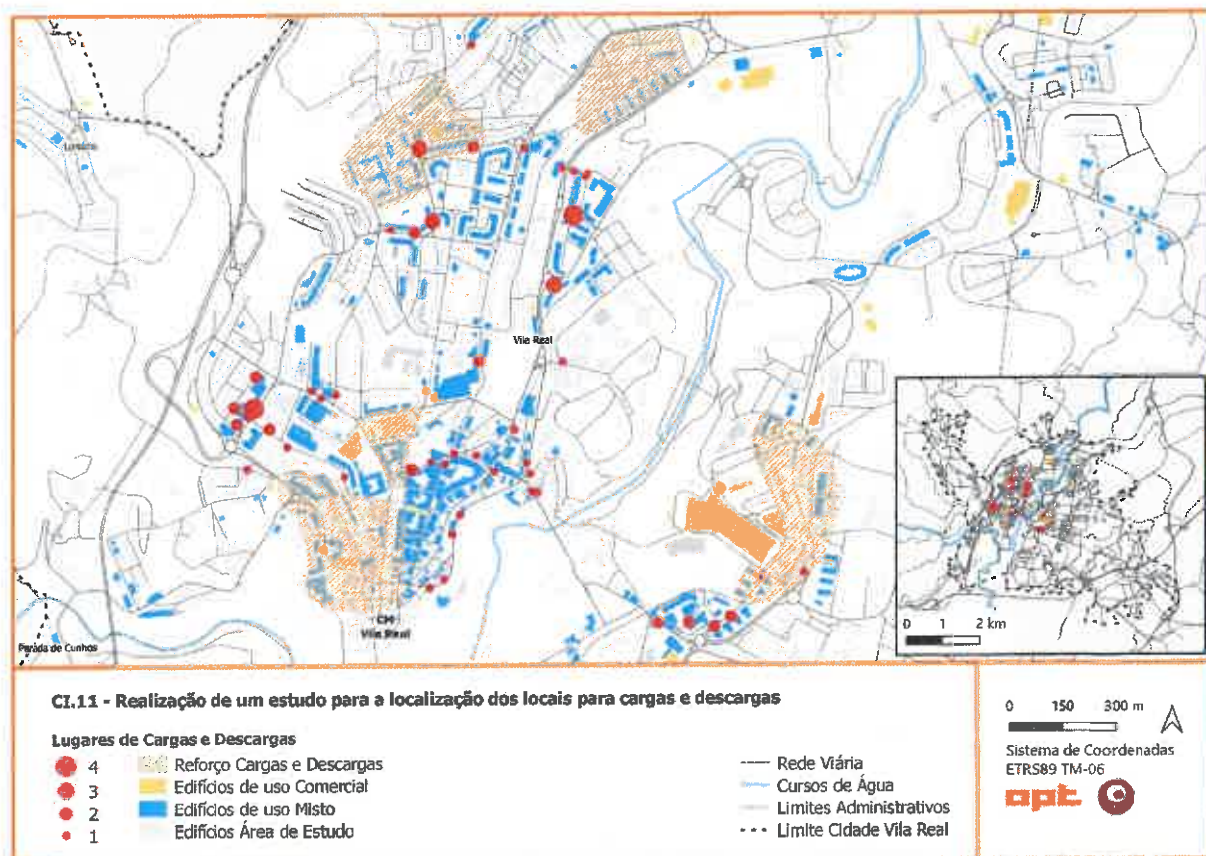 Vila Real
CM
Vila Real
Parada de Cunhos
0 1 2 km
CI.11 - Realização de um estudo para a localização dos locais para cargas e descargas
Lugares de Cargas e Descargas
4
3
2
1
Reforço Cargas e Descargas
Edifícios de uso Comercial
Edifícios de uso Misto
Edifícios Área de Estudo
Rede Viária
Cursos de Água
Limites Administrativos
Limite Cidade Vila Real
0 150 300 m
Sistema de Coordenadas
ETRS89 TM-06
opt